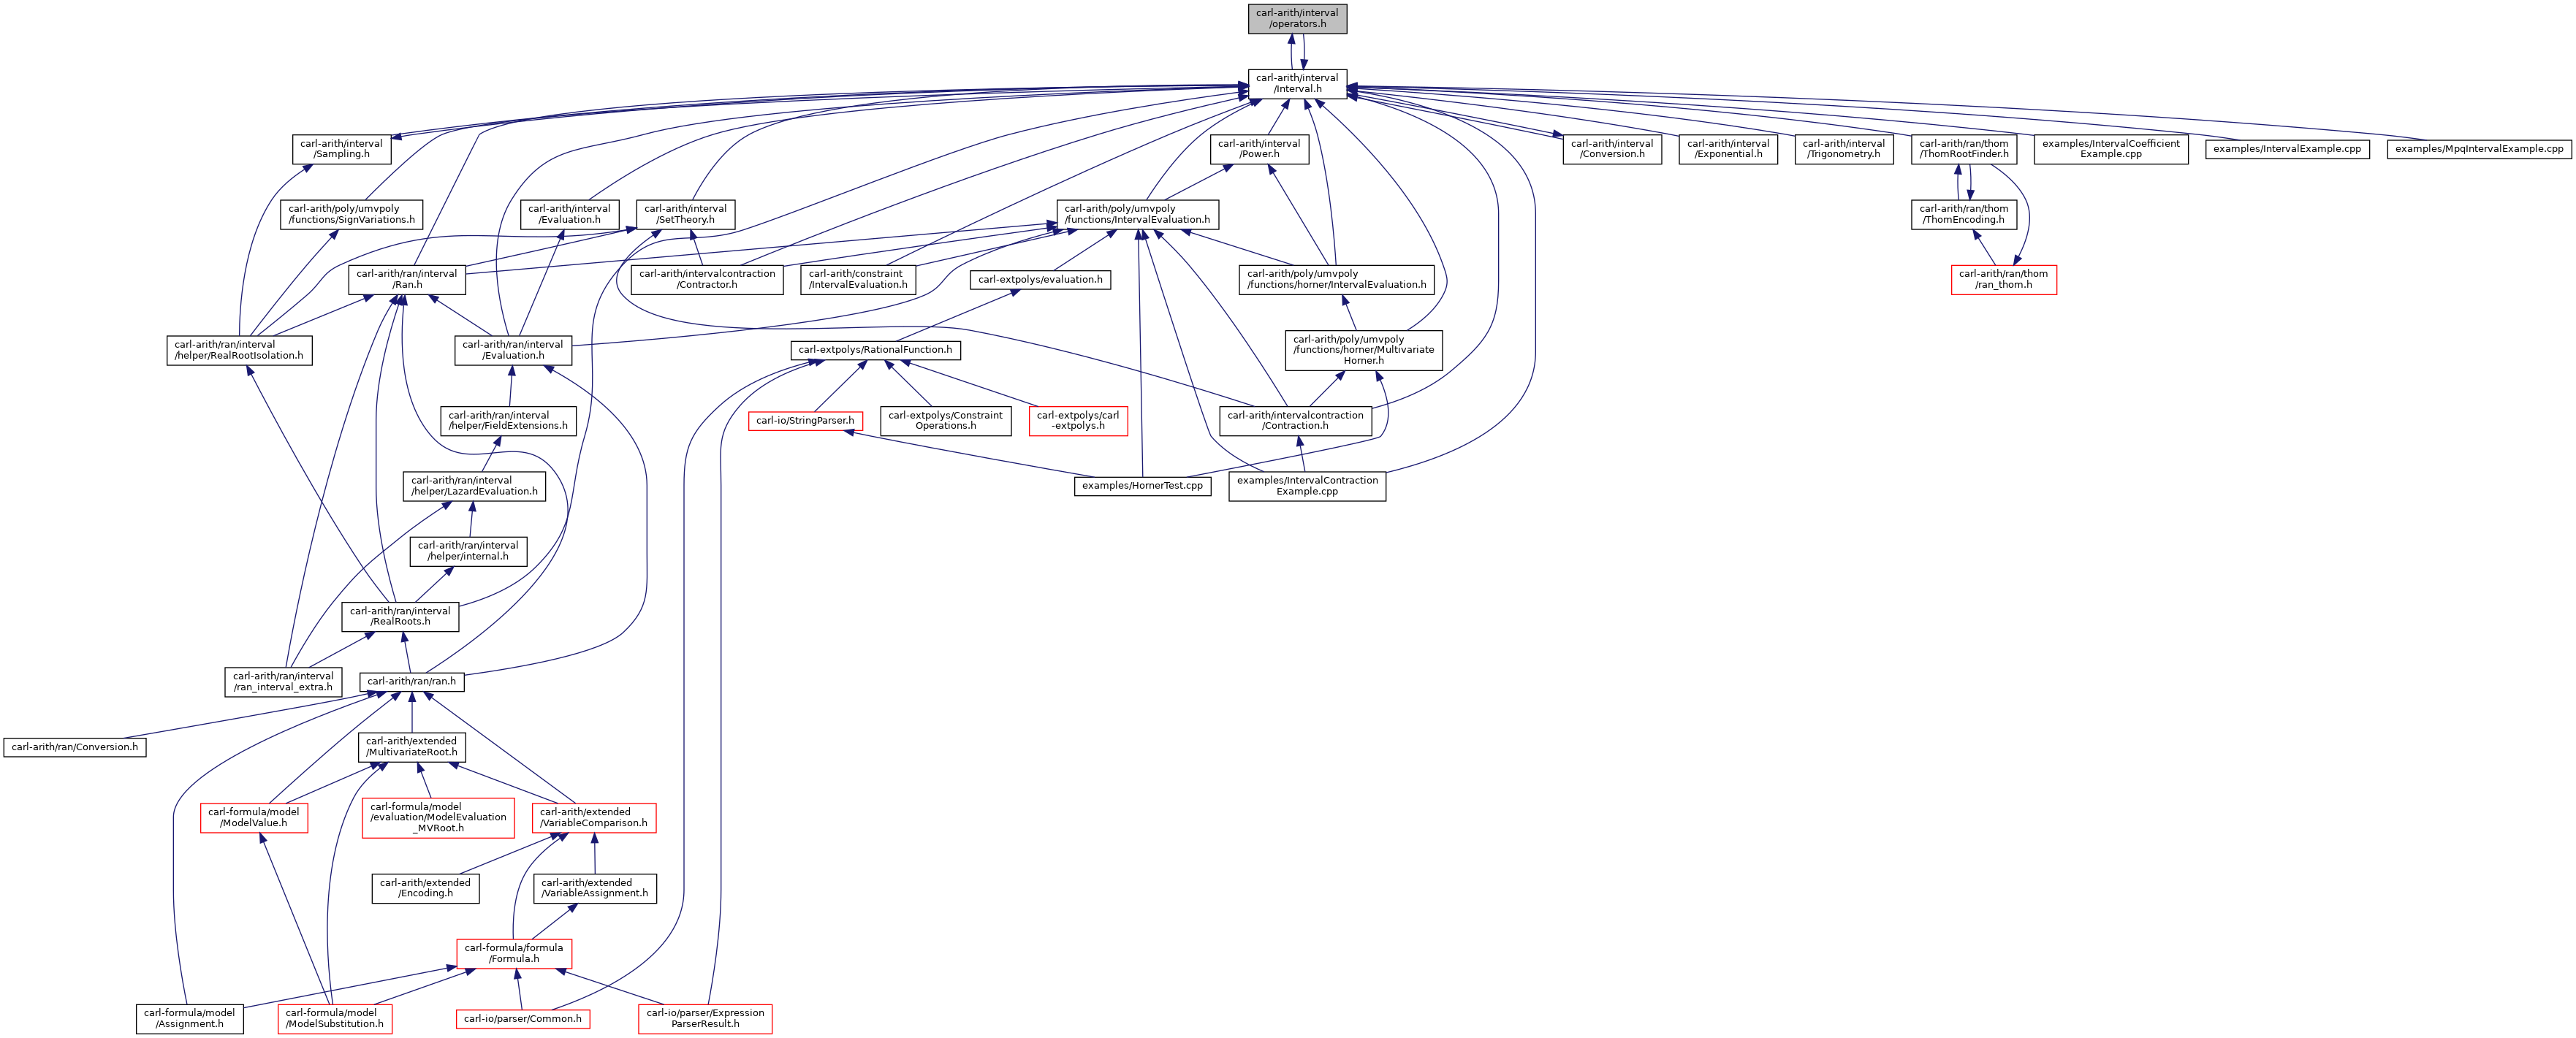 carl-arith/interval
/operators.h
carl-arith/interval
/Interval.h
carl-arith/interval
/Sampling.h
carl-arith/interval
/Power.h
carl-arith/interval
/Conversion.h
carl-arith/interval
/Exponential.h
carl-arith/interval
/Trigonometry.h
carl-arith/ran/thom
/ThomRootFinder.h
examples/IntervalCoefficient
Example.cpp
examples/IntervalExample.cpp
examples/MpqIntervalExample.cpp
carl-arith/poly/umvpoly
/functions/SignVariations.h
carl-arith/interval
/Evaluation.h
carl-arith/interval
/SetTheory.h
carl-arith/poly/umvpoly
/functions/IntervalEvaluation.h
carl-arith/ran/thom
/ThomEncoding.h
carl-arith/ran/interval
/Ran.h
carl-arith/intervalcontraction
/Contractor.h
carl-arith/constraint
/IntervalEvaluation.h
carl-extpolys/evaluation.h
carl-arith/poly/umvpoly
/functions/horner/IntervalEvaluation.h
carl-arith/ran/thom
/ran_thom.h
carl-arith/ran/interval
/helper/RealRootIsolation.h
carl-arith/ran/interval
/Evaluation.h
carl-extpolys/RationalFunction.h
carl-arith/poly/umvpoly
/functions/horner/Multivariate
Horner.h
carl-arith/ran/interval
/helper/FieldExtensions.h
carl-io/StringParser.h
carl-extpolys/Constraint
Operations.h
carl-extpolys/carl
-extpolys.h
carl-arith/intervalcontraction
/Contraction.h
carl-arith/ran/interval
/helper/LazardEvaluation.h
examples/HornerTest.cpp
examples/IntervalContraction
Example.cpp
carl-arith/ran/interval
/helper/internal.h
carl-arith/ran/interval
/RealRoots.h
carl-arith/ran/interval
/ran_interval_extra.h
carl-arith/ran/ran.h
carl-arith/ran/Conversion.h
carl-arith/extended
/MultivariateRoot.h
carl-formula/model
/ModelValue.h
carl-formula/model
/evaluation/ModelEvaluation
_MVRoot.h
carl-arith/extended
/VariableComparison.h
carl-arith/extended
/Encoding.h
carl-arith/extended
/VariableAssignment.h
carl-formula/formula
/Formula.h
carl-formula/model
/Assignment.h
carl-formula/model
/ModelSubstitution.h
carl-io/parser/Common.h
carl-io/parser/Expression
ParserResult.h